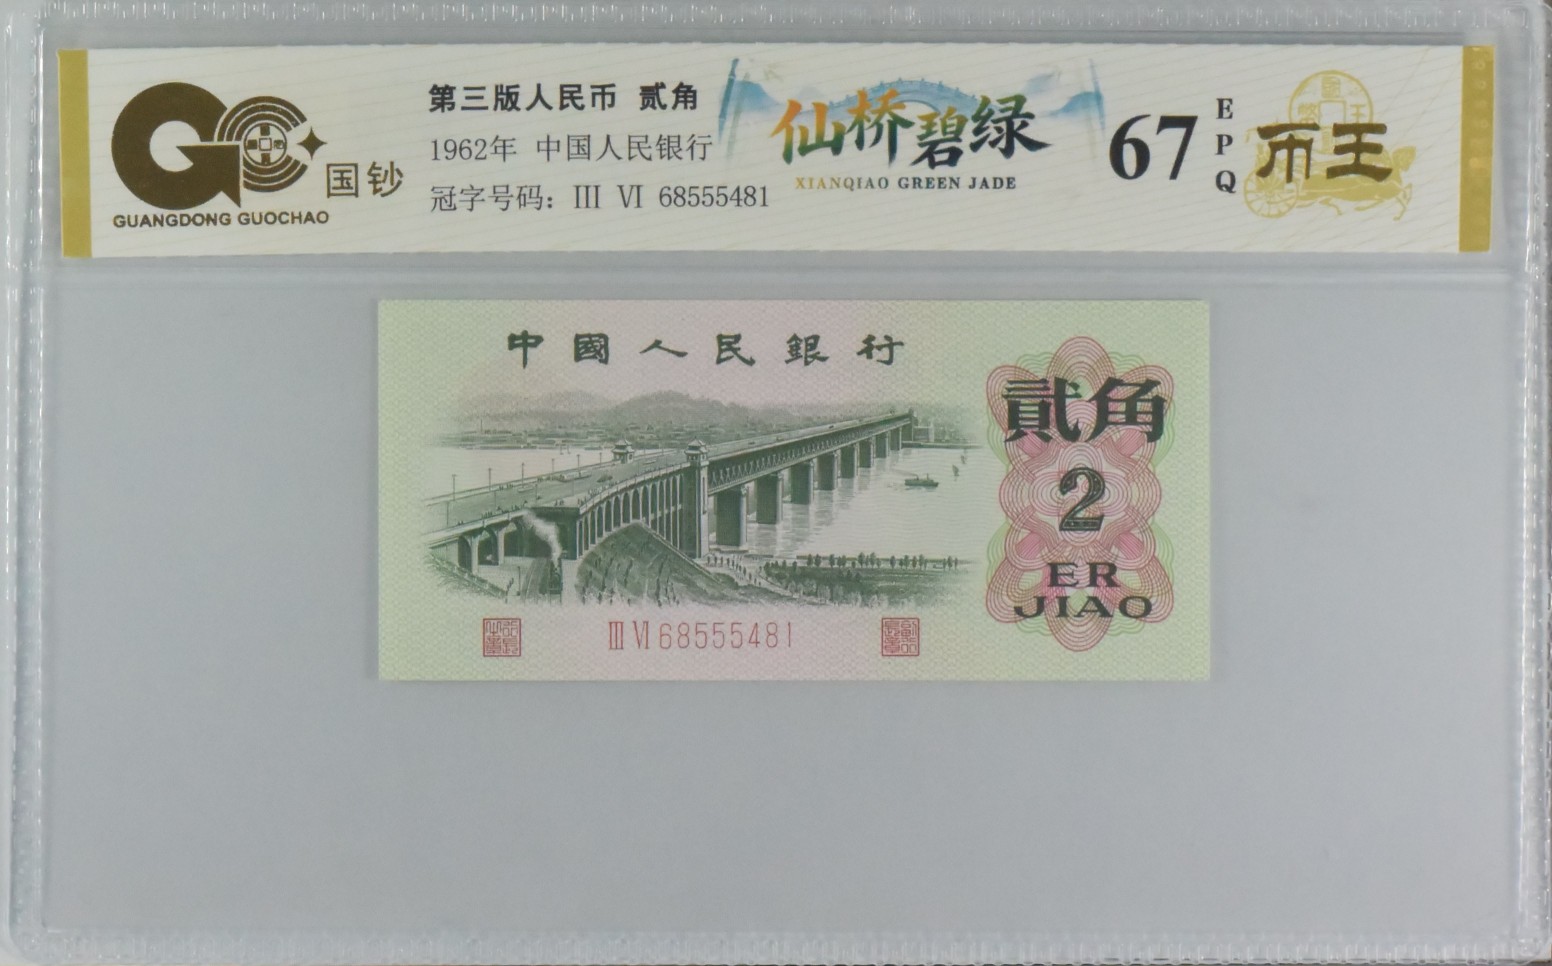 国钞
GUANGDONG GUOCHAO
第三版人民币 贰角
1962年 中国人民银行
冠字号码：III VI 68555481
仙桥碧绿
XIANQIAO GREEN JADE
67
EPQ
币王
中國人民銀行
貳角
2
ER
JIAO
III VI 68555481